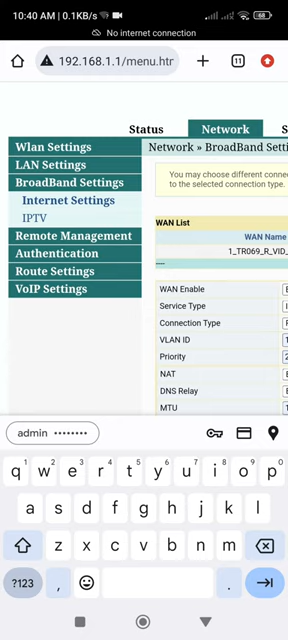 10:40 AM | 0.1KB/s
68
No internet connection
192.168.1.1/menu.htr
11
Status
Network
S
Wlan Settings
LAN Settings
BroadBand Settings
Internet Settings
IPTV
Remote Management
Authentication
Route Settings
VoIP Settings
Network » BroadBand Setti
You may choose different conne
to the selected connection type.
WAN List
WAN Name
1_TR069_R_VID_
WAN Enable
Service Type
Connection Type
VLAN ID
Priority
NAT
DNS Relay
MTU
admin ••••••••
q w e r t y u i o p
a s d f g h j k l
z x c v b n m
?123 , .